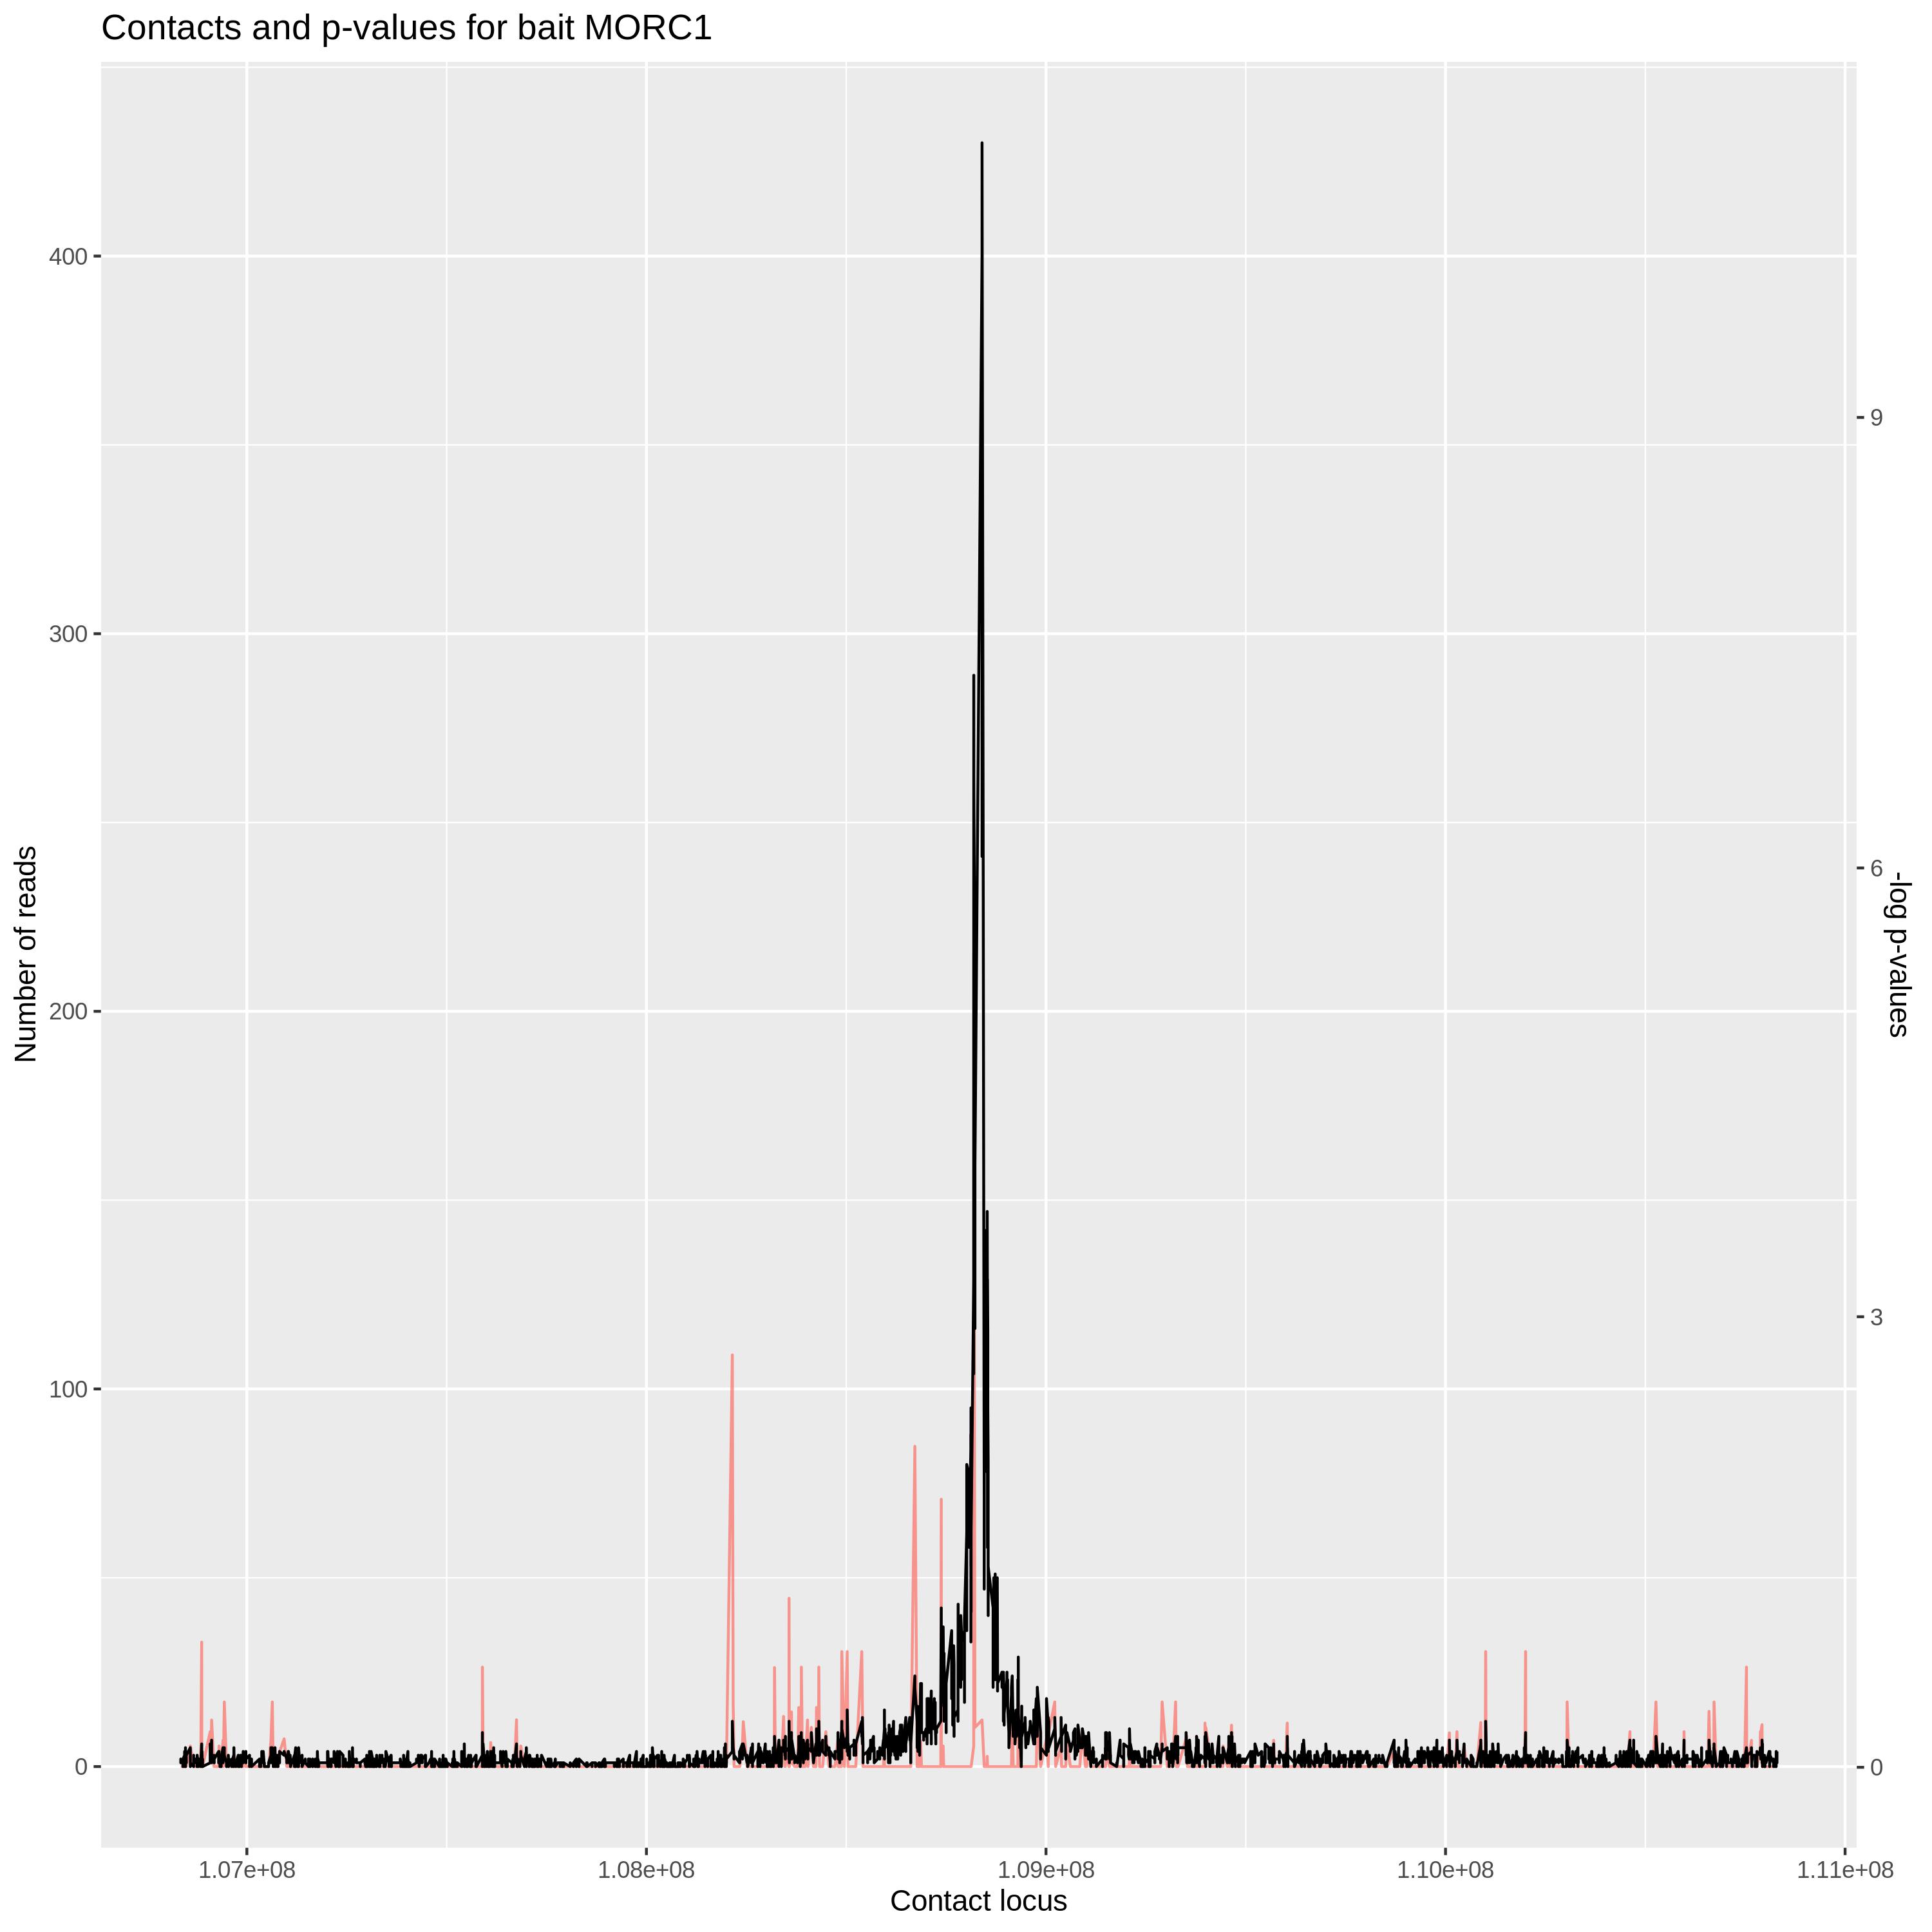 Contacts and p-values for bait MORC1
400
300
200
100
0
Number of reads
9
6
3
0
-log p-values
1.07e+08
1.08e+08
1.09e+08
1.10e+08
1.11e+08
Contact locus